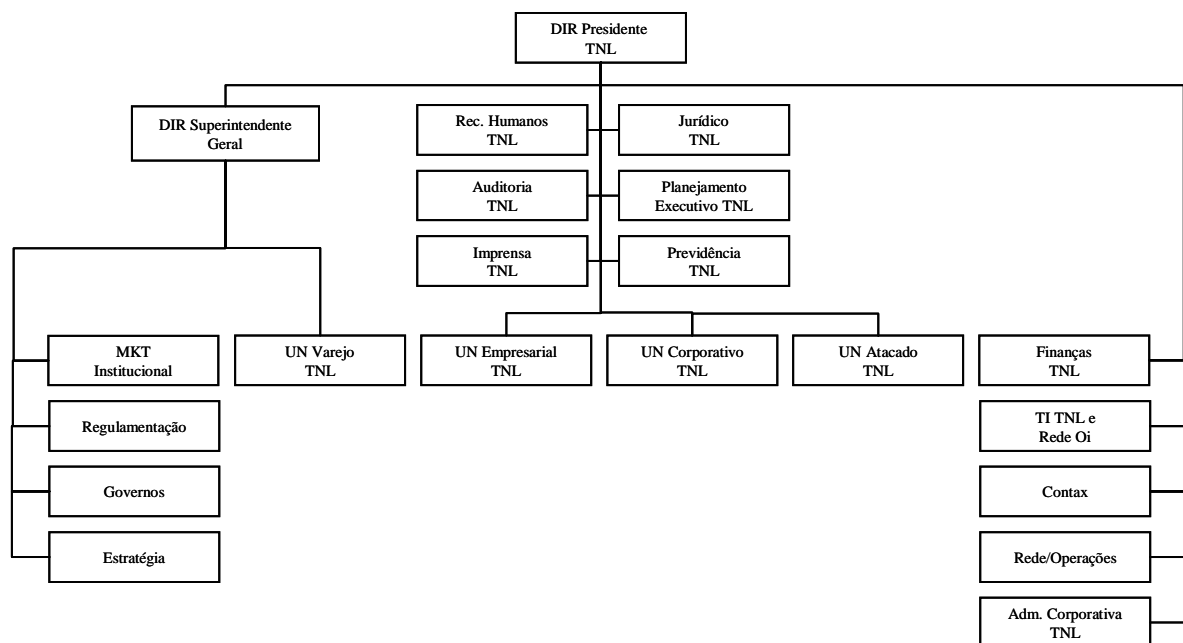 DIR Presidente
TNL
DIR Superintendente
Geral
Rec. Humanos
TNL
Jurídico
TNL
Auditoria
TNL
Planejamento
Executivo TNL
Imprensa
TNL
Previdência
TNL
MKT
Institucional
UN Varejo
TNL
UN Empresarial
TNL
UN Corporativo
TNL
UN Atacado
TNL
Finanças
TNL
Regulamentação
TI TNL e
Rede Oi
Governos
Contax
Estratégia
Rede/Operações
Adm. Corporativa
TNL